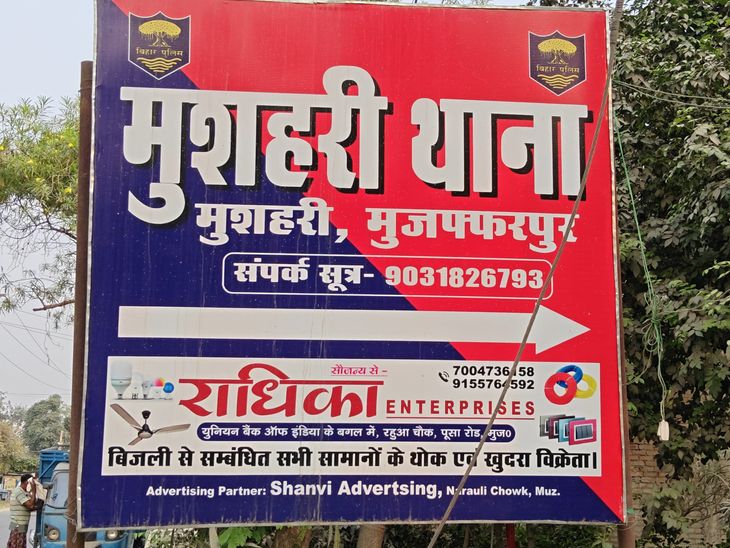 बिहार पुलिस
बिहार पुलिस
मुशहरी थाना
मुशहरी, मुजफ्फरपुर
संपर्क सूत्र- 9031826793
सौजन्य से -
राधिका ENTERPRISES
7004736158
9155764592
युनियन बैंक ऑफ इंडिया के बगल में, रहुआ चौक, पूसा रोड, मुज०
बिजली से सम्बंधित सभी सामानों के थोक एवं खुदरा विक्रेता।
Advertising Partner: Shanvi Advertsing, Narauli Chowk, Muz.